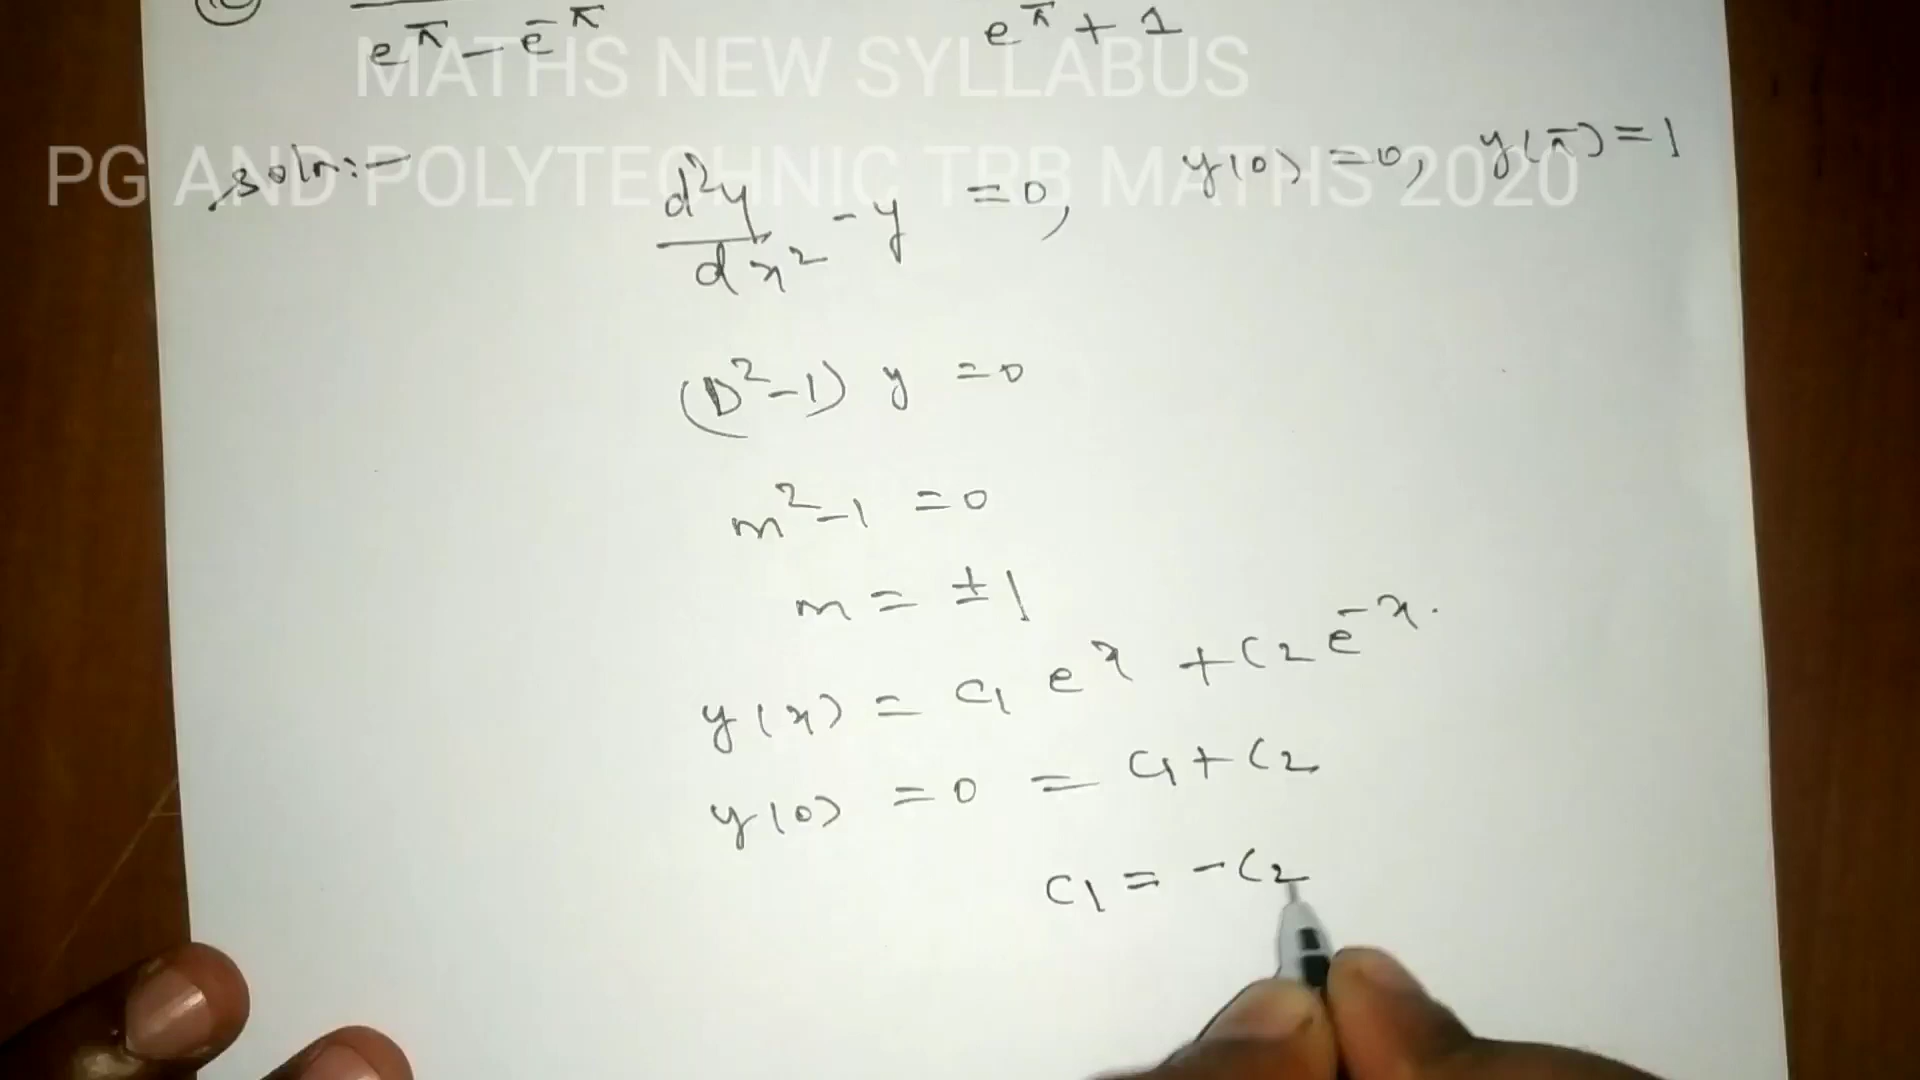 e^π − e^−π      e^π + 1
MATHS NEW SYLLABUS
PG AND POLYTECHNIC TRB MATHS 2020
Soln:-
d²y/dx² - y = 0, y(0) = 0, y(π) = 1
(D²-1) y = 0
m²-1 = 0
m = ±1
y(x) = C1 e^x + C2 e^-x.
y(0) = 0 = C1 + C2
C1 = -C2